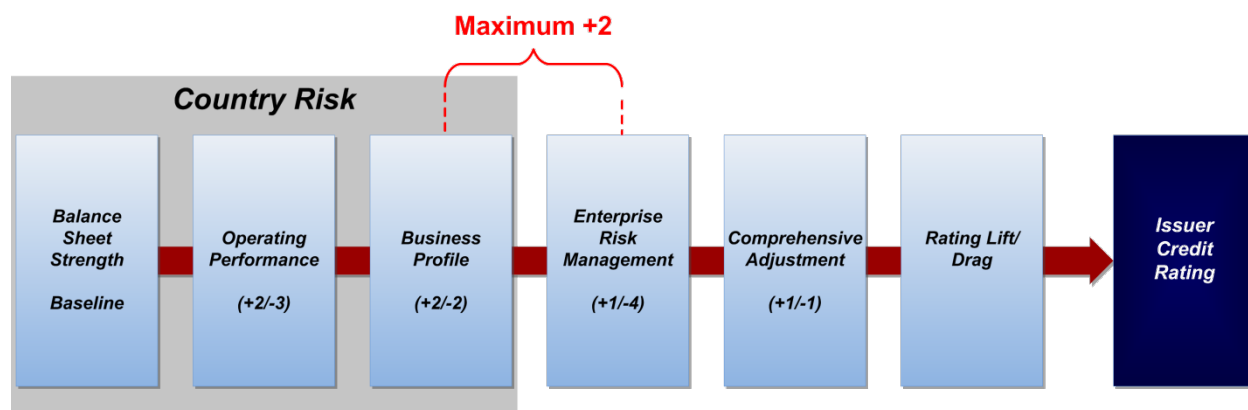 Maximum +2
Country Risk
Balance
Sheet
Strength
Baseline
Operating
Performance
(+2/-3)
Business
Profile
(+2/-2)
Enterprise
Risk
Management
(+1/-4)
Comprehensive
Adjustment
(+1/-1)
Rating Lift/
Drag
Issuer
Credit
Rating